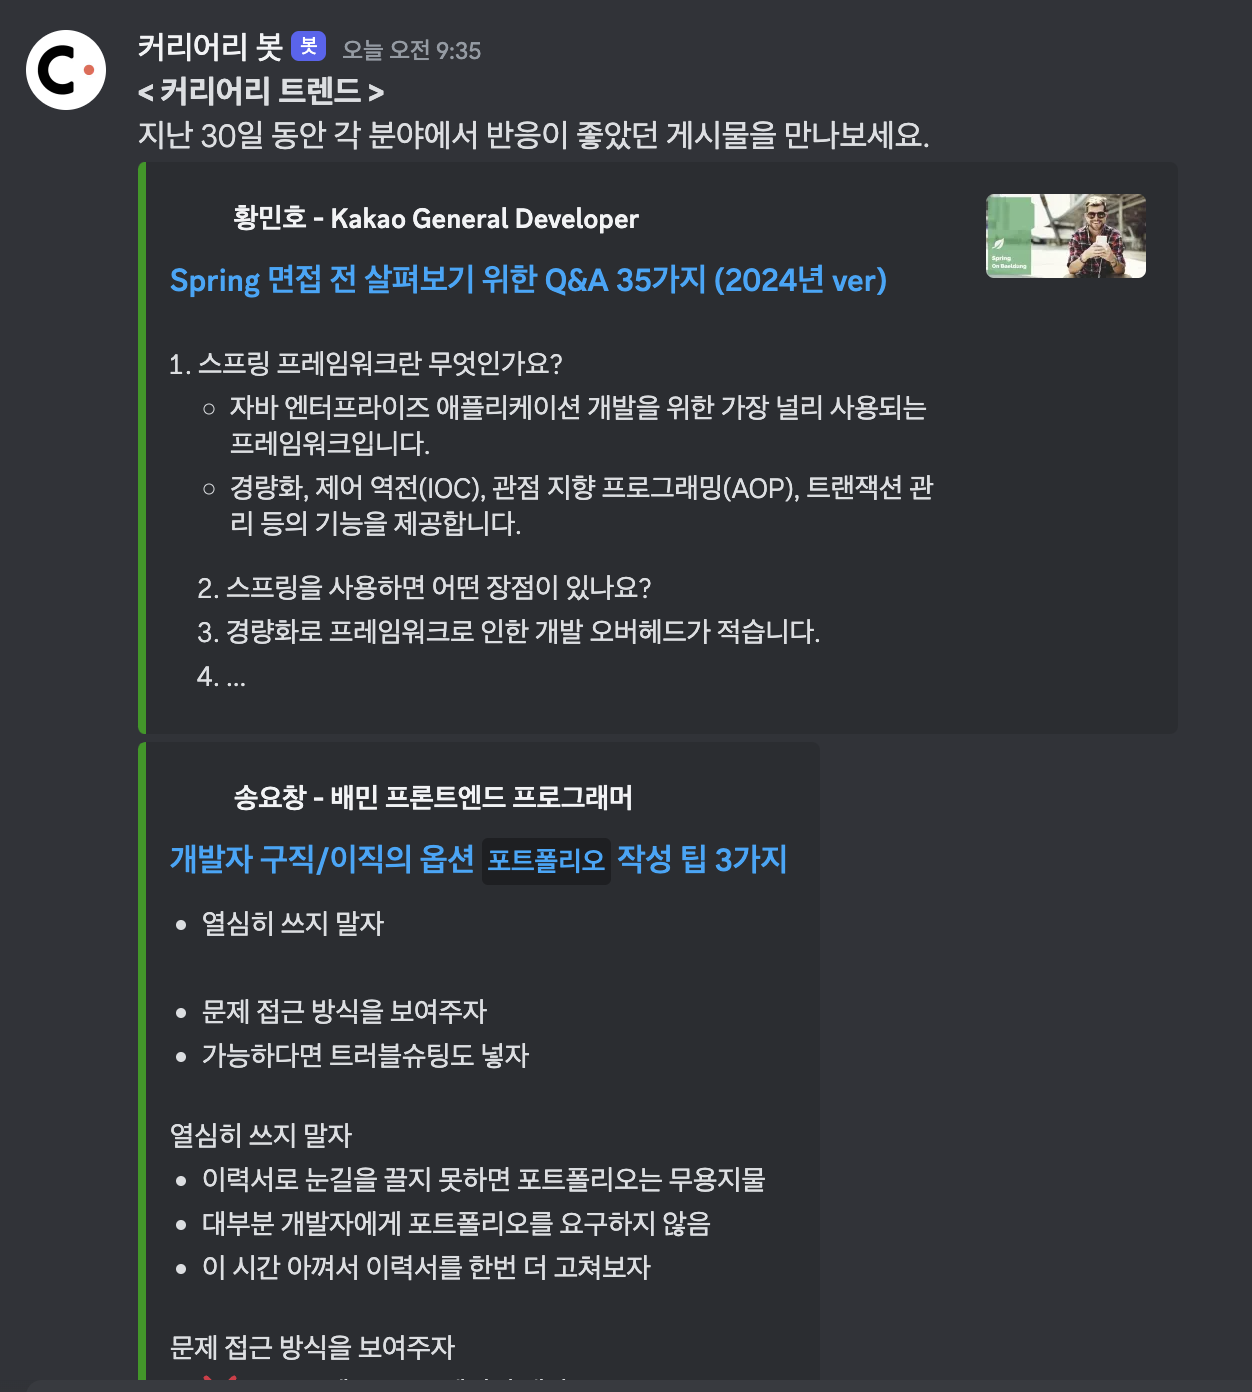 커리어리 봇 봇 오늘 오전 9:35
< 커리어리 트렌드 >
지난 30일 동안 각 분야에서 반응이 좋았던 게시물을 만나보세요.
황민호 - Kakao General Developer
Spring 면접 전 살펴보기 위한 Q&A 35가지 (2024년 ver)
Spring
On Baeldung
1. 스프링 프레임워크란 무엇인가요?
○ 자바 엔터프라이즈 애플리케이션 개발을 위한 가장 널리 사용되는
프레임워크입니다.
○ 경량화, 제어 역전(IOC), 관점 지향 프로그래밍(AOP), 트랜잭션 관
리 등의 기능을 제공합니다.
2. 스프링을 사용하면 어떤 장점이 있나요?
3. 경량화로 프레임워크로 인한 개발 오버헤드가 적습니다.
4. ...
송요창 - 배민 프론트엔드 프로그래머
개발자 구직/이직의 옵션 포트폴리오 작성 팁 3가지
• 열심히 쓰지 말자
• 문제 접근 방식을 보여주자
• 가능하다면 트러블슈팅도 넣자
열심히 쓰지 말자
• 이력서로 눈길을 끌지 못하면 포트폴리오는 무용지물
• 대부분 개발자에게 포트폴리오를 요구하지 않음
• 이 시간 아껴서 이력서를 한번 더 고쳐보자
문제 접근 방식을 보여주자